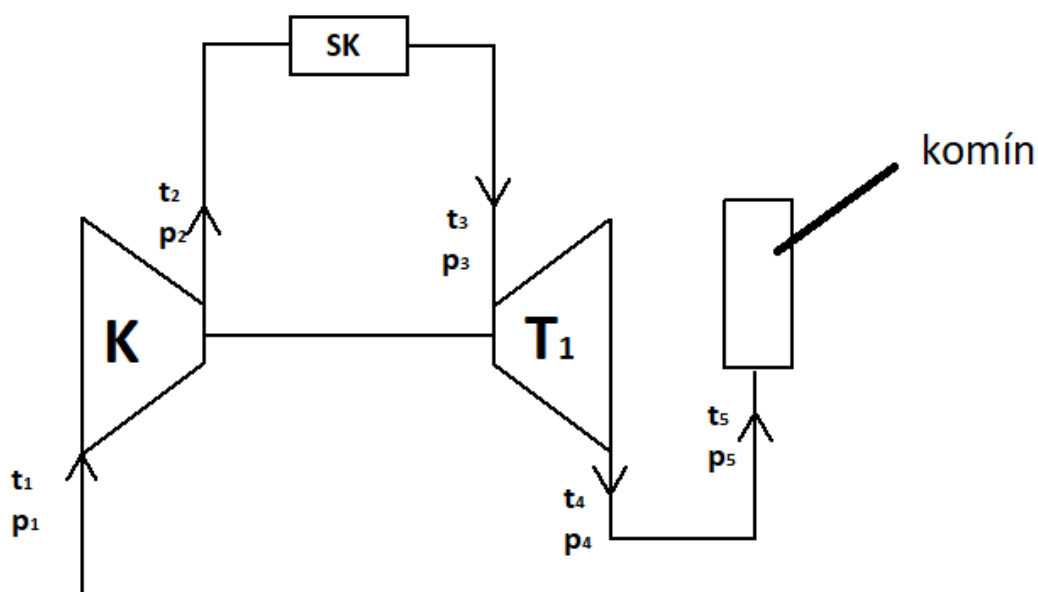 SK
komín
t₂
p₂
t₃
p₃
K
T₁
t₁
p₁
t₄
p₄
t₅
p₅